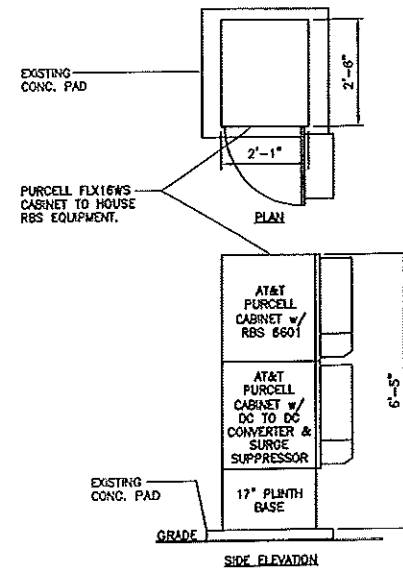 EXISTING
CONC. PAD
2'-6"
2'-1"
PURCELL FLX16WS
CABINET TO HOUSE
RBS EQUIPMENT.
PLAN
AT&T
PURCELL
CABINET w/
RBS 6601
AT&T
PURCELL
CABINET w/
DC TO DC
CONVERTER &
SURGE
SUPPRESSOR
6'-5"
17" PLINTH
BASE
EXISTING
CONC. PAD
GRADE
SIDE ELEVATION